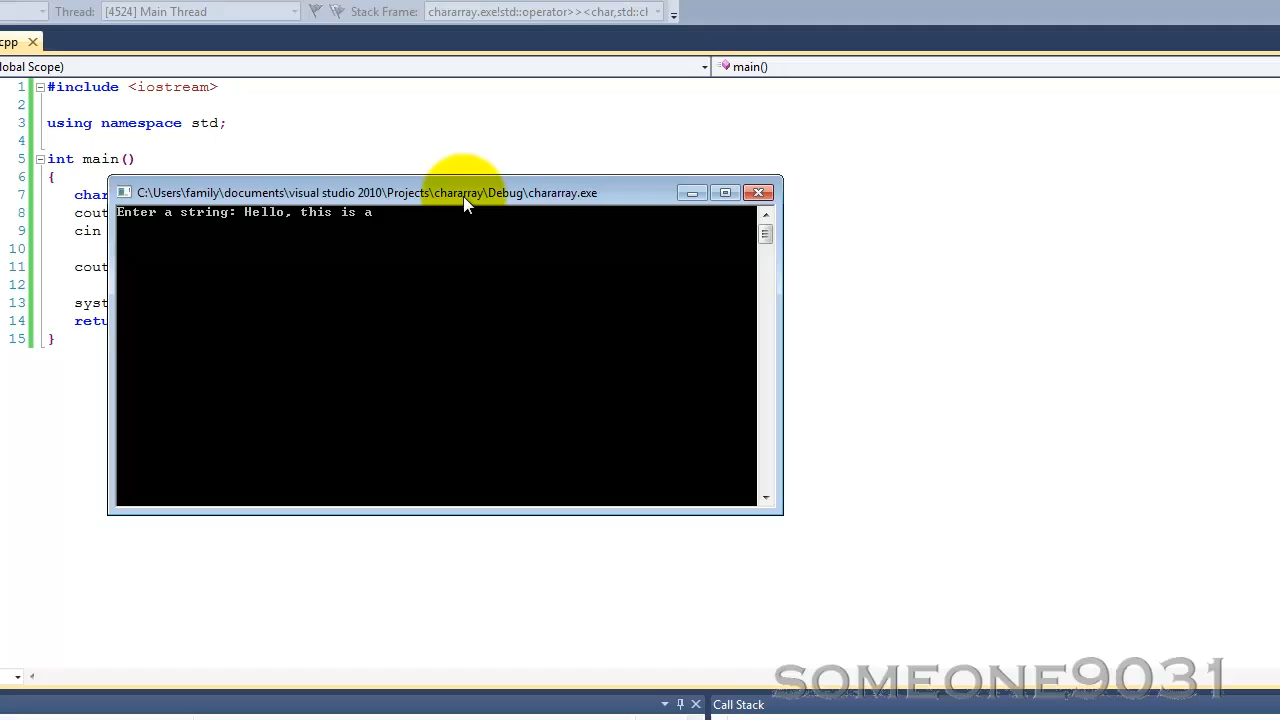 Thread: [4524] Main Thread Stack Frame: chararray.exe!std::operator>><char,std::cl
cpp
lobal Scope) main()
1 #include <iostream>
2
3 using namespace std;
4
5 int main()
6 {
7 char
8 cout
9 cin
10
11 cout
12
13 syst
14 retu
15 }
C:\Users\family\documents\visual studio 2010\Projects\chararray\Debug\chararray.exe
Enter a string: Hello, this is a
SOMEONE9031
Call Stack